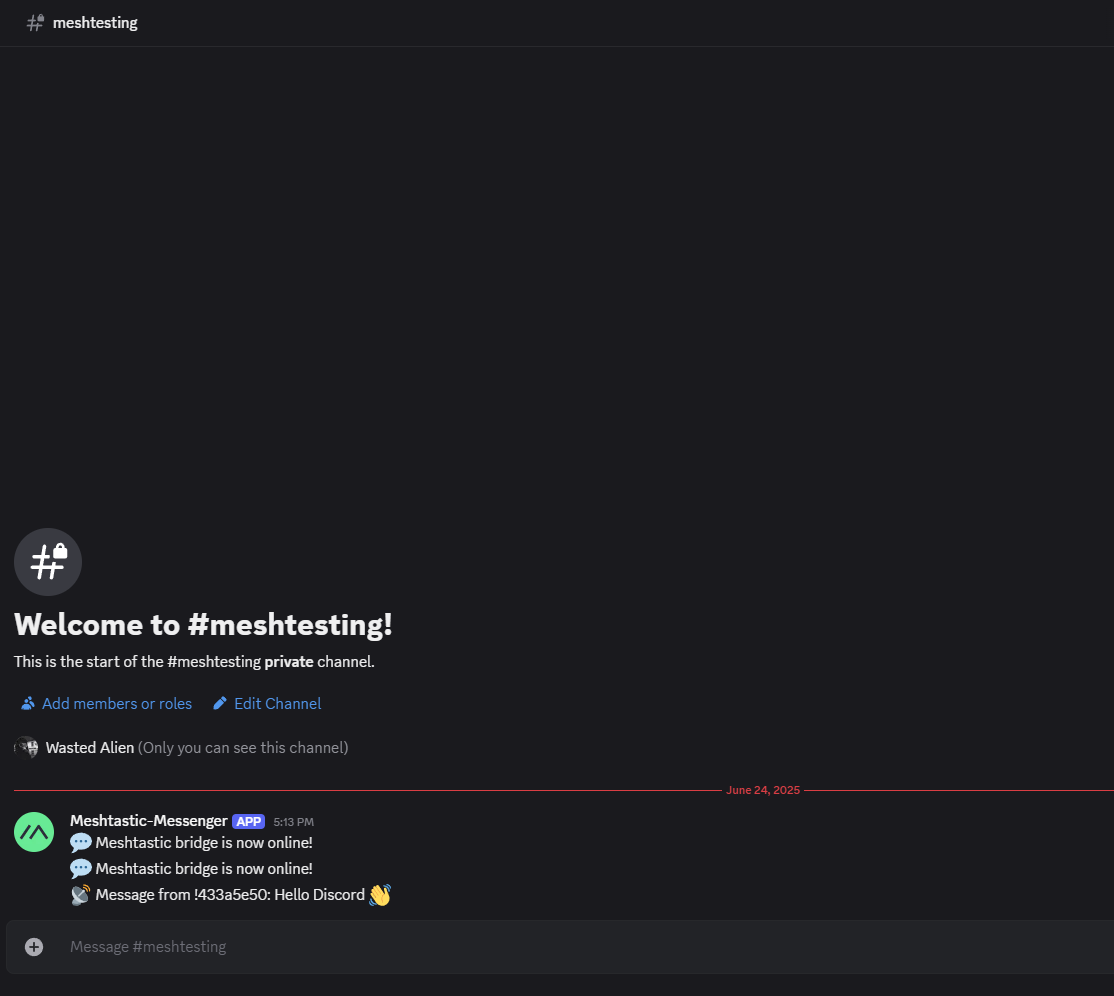 meshtesting
Welcome to #meshtesting!
This is the start of the #meshtesting private channel.
Add members or roles Edit Channel
Wasted Alien (Only you can see this channel)
June 24, 2025
Meshtastic-Messenger APP 5:13 PM
💬 Meshtastic bridge is now online!
💬 Meshtastic bridge is now online!
📡 Message from !433a5e50: Hello Discord 👋
Message #meshtesting